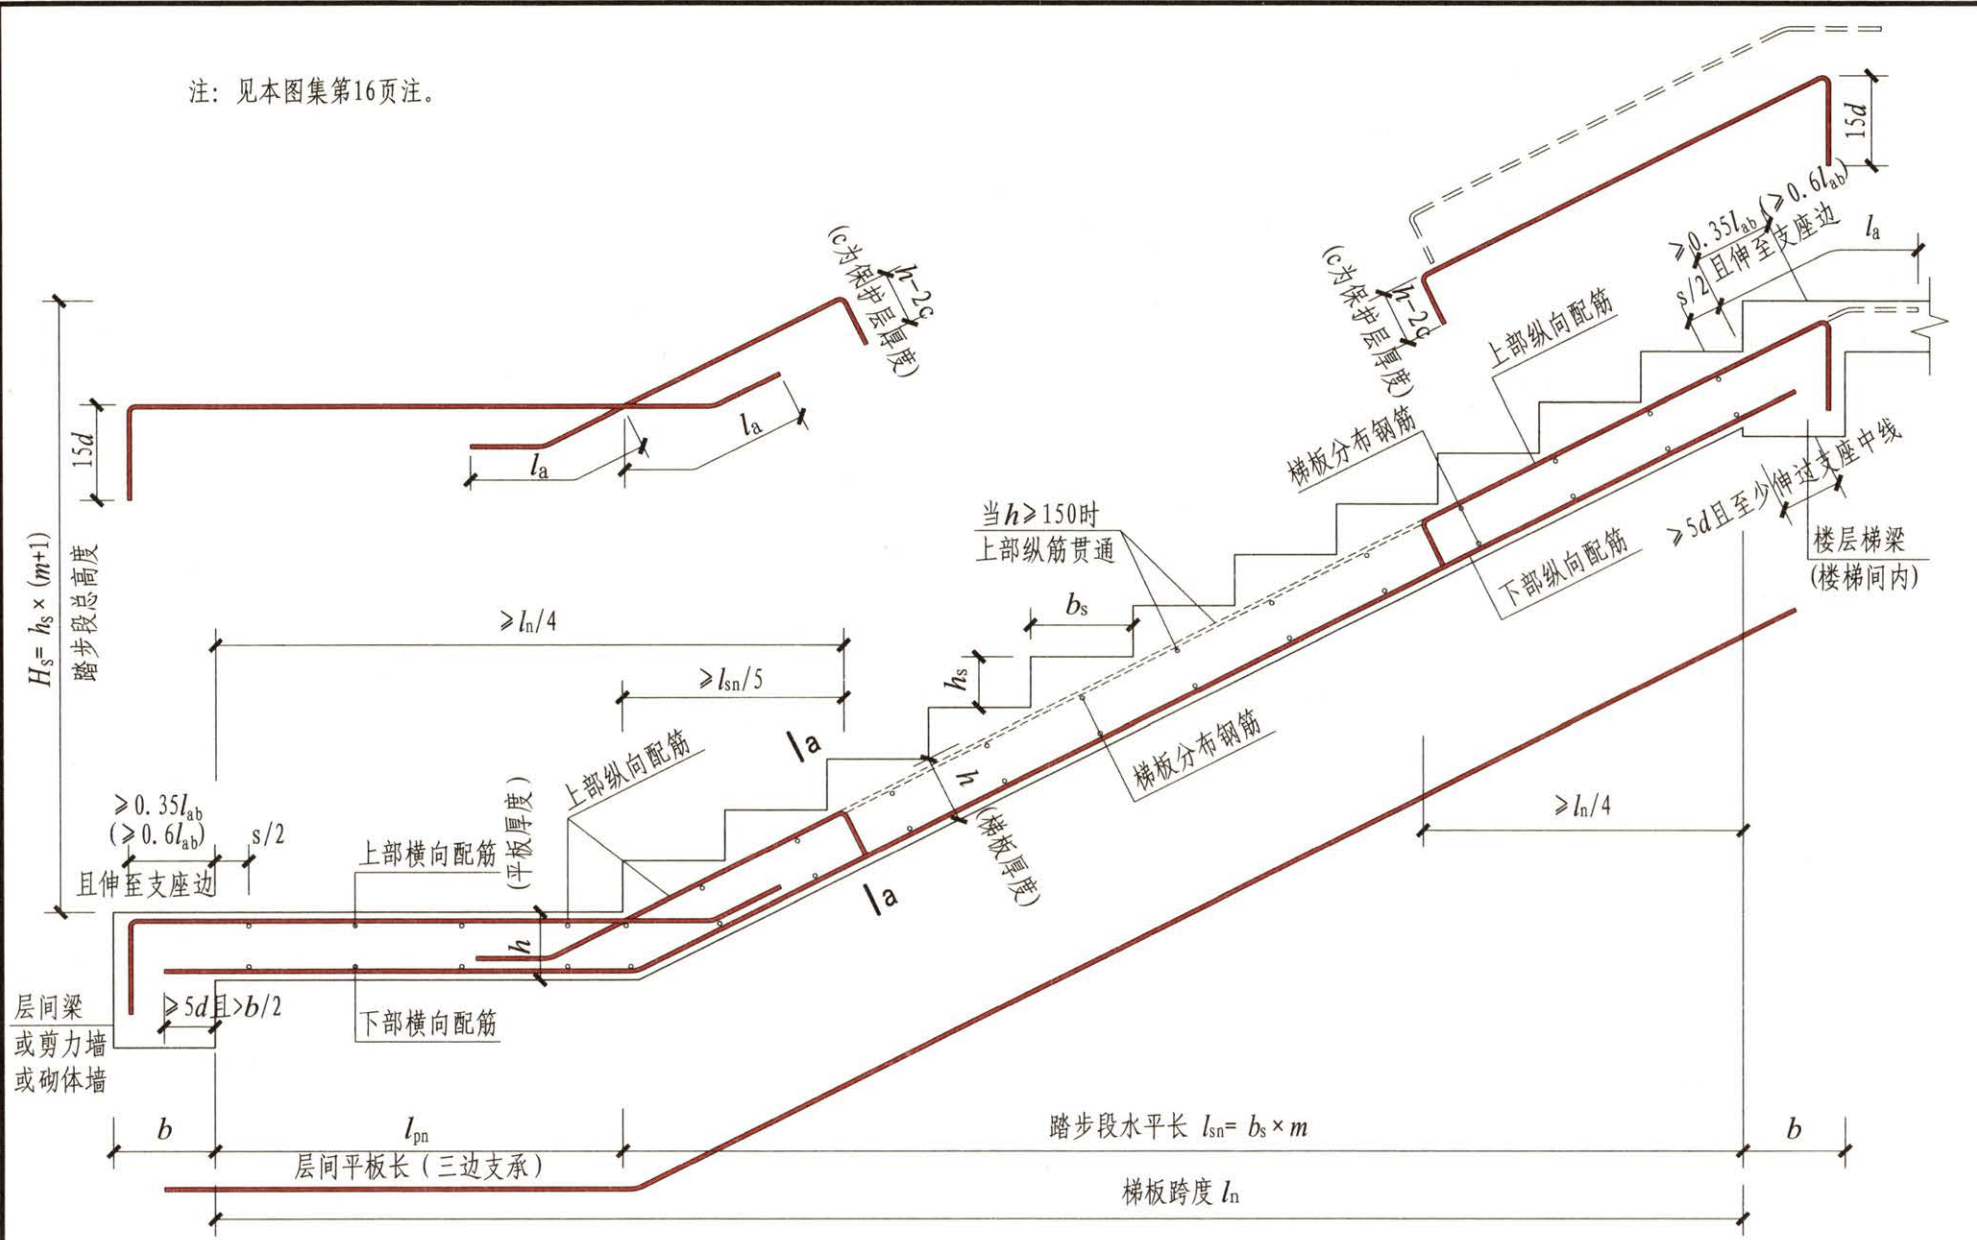 注：见本图集第16页注。
15d
≥0.35lab (≥0.6lab)
且伸至支座边
la
s/2
h-2c
(c为保护层厚度)
h-2c
(c为保护层厚度)
上部纵向配筋
梯板分布钢筋
15d
la
la
Hs= hs × (m+1)
踏步段总高度
当h≥150时
上部纵筋贯通
≥5d且至少伸过支座中线
下部纵向配筋
楼层梯梁
(楼梯间内)
≥ln/4
bs
≥lsn/5
hs
上部纵向配筋
a
h
(梯板厚度)
梯板分布钢筋
≥ln/4
≥0.35lab
(≥0.6lab)
s/2
且伸至支座边
上部横向配筋
(平板厚度)
h
a
≥5d且>b/2
下部横向配筋
层间梁
或剪力墙
或砌体墙
b
lpn
踏步段水平长 lsn= bs × m
b
层间平板长（三边支承）
梯板跨度 ln